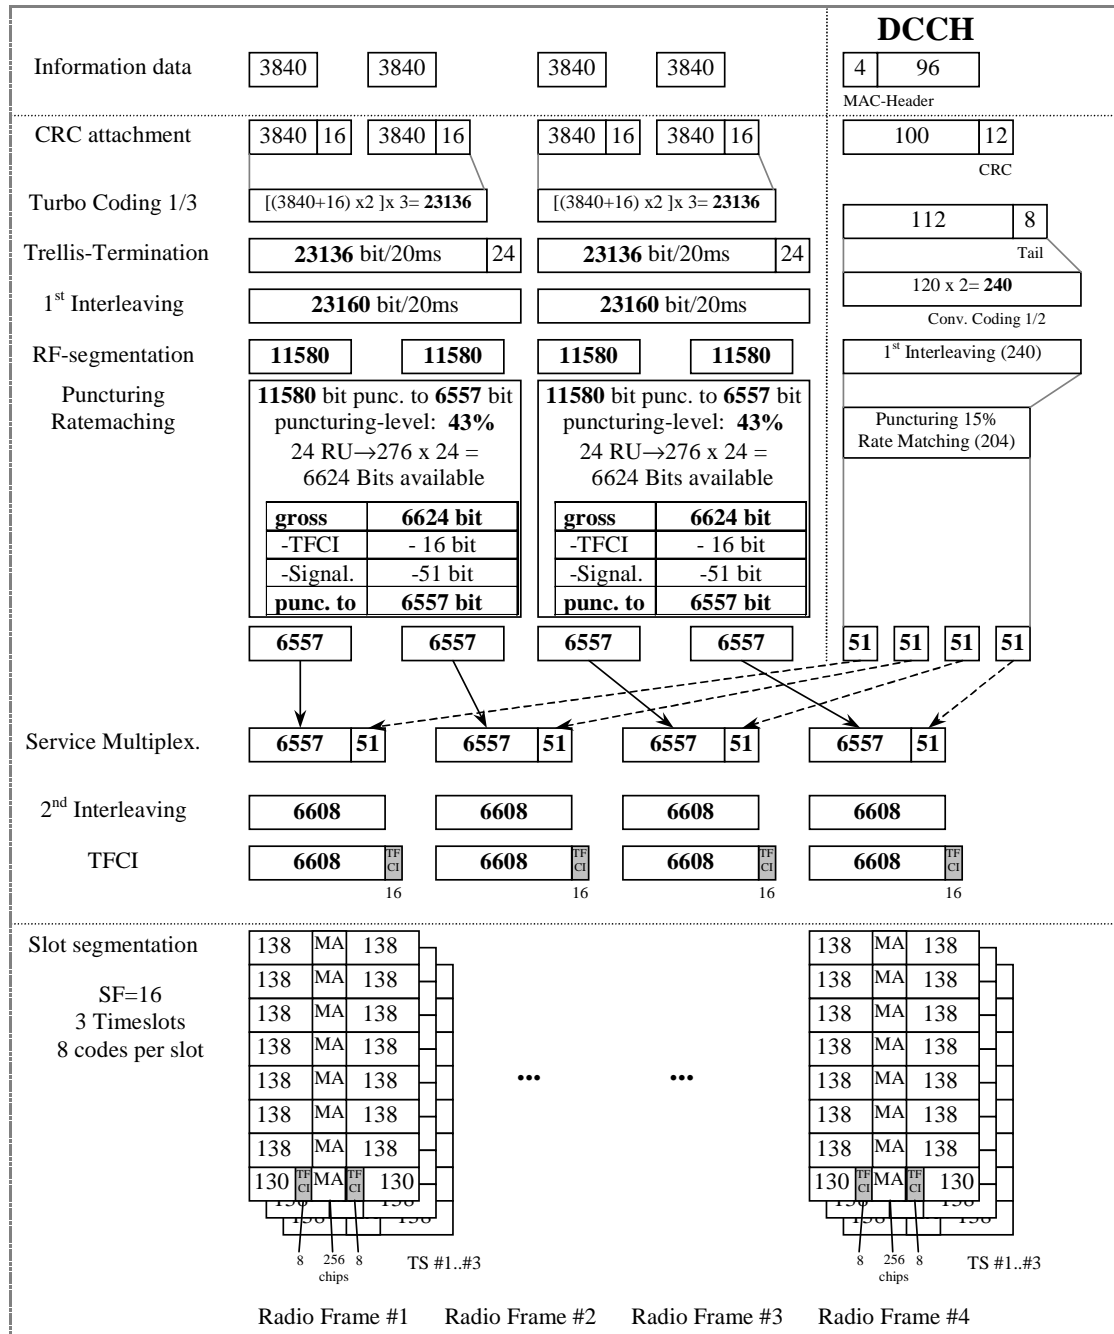 DCCH
Information data 3840 3840 3840 3840 4 96
MAC-Header
CRC attachment 3840 16 3840 16 3840 16 3840 16 100 12
CRC
Turbo Coding 1/3 [(3840+16) x2 ]x 3= 23136 [(3840+16) x2 ]x 3= 23136 112 8
Tail
Trellis-Termination 23136 bit/20ms 24 23136 bit/20ms 24
120 x 2= 240
Conv. Coding 1/2
1st Interleaving 23160 bit/20ms 23160 bit/20ms
RF-segmentation 11580 11580 11580 11580 1st Interleaving (240)
Puncturing
Ratemaching
11580 bit punc. to 6557 bit
puncturing-level: 43%
24 RU→276 x 24 =
6624 Bits available
gross 6624 bit
-TFCI - 16 bit
-Signal. -51 bit
punc. to 6557 bit
11580 bit punc. to 6557 bit
puncturing-level: 43%
24 RU→276 x 24 =
6624 Bits available
gross 6624 bit
-TFCI - 16 bit
-Signal. -51 bit
punc. to 6557 bit
Puncturing 15%
Rate Matching (204)
6557 6557 6557 6557 51 51 51 51
Service Multiplex. 6557 51 6557 51 6557 51 6557 51
2nd Interleaving 6608 6608 6608 6608
TFCI 6608 TF CI 6608 TF CI 6608 TF CI 6608 TF CI
16 16 16 16
Slot segmentation
SF=16
3 Timeslots
8 codes per slot
138 MA 138 138 MA 138
138 MA 138 138 MA 138
138 MA 138 138 MA 138
138 MA 138 138 MA 138
138 MA 138 ... ... 138 MA 138
138 MA 138 138 MA 138
138 MA 138 138 MA 138
130 TF CI MA TF CI 130 130 TF CI MA TF CI 130
138 138 138 138
138 138 138 138
8 256 chips 8 TS #1..#3 8 256 chips 8 TS #1..#3
Radio Frame #1 Radio Frame #2 Radio Frame #3 Radio Frame #4